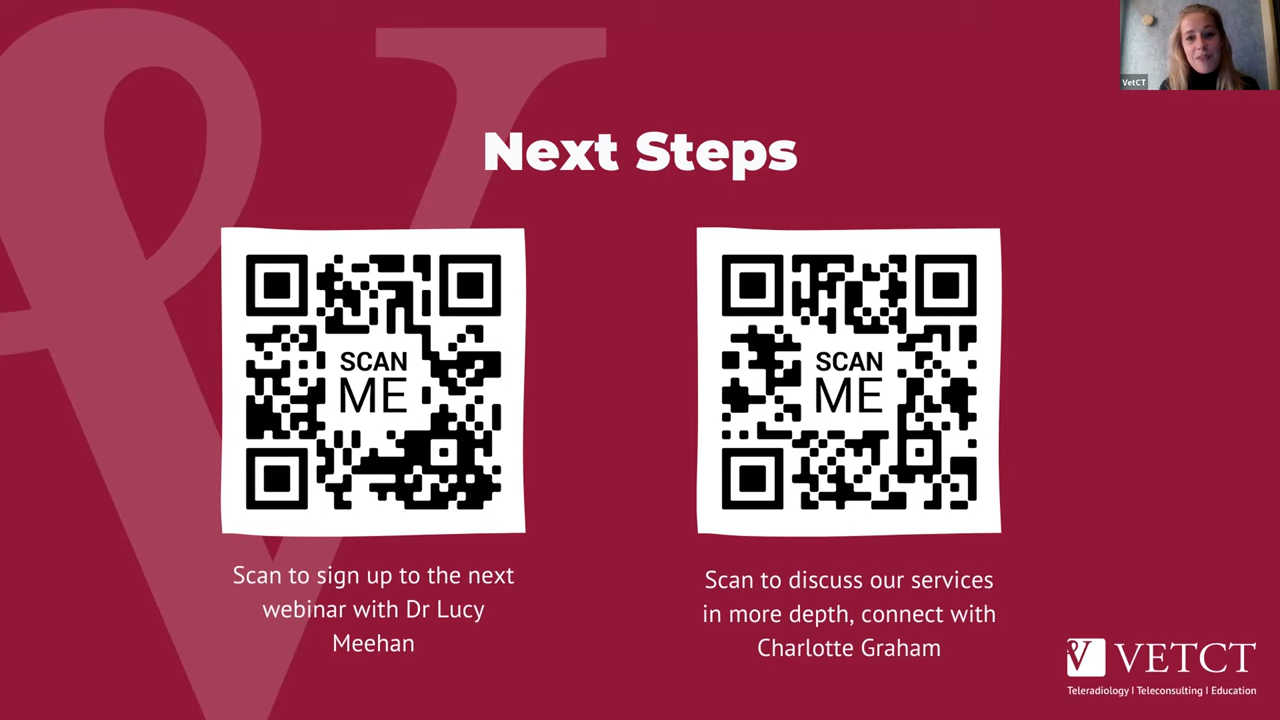 VetCT
Next Steps
SCAN
ME
SCAN
ME
Scan to sign up to the next
webinar with Dr Lucy
Meehan
Scan to discuss our services
in more depth, connect with
Charlotte Graham
V VETCT
Teleradiology I Teleconsulting I Education